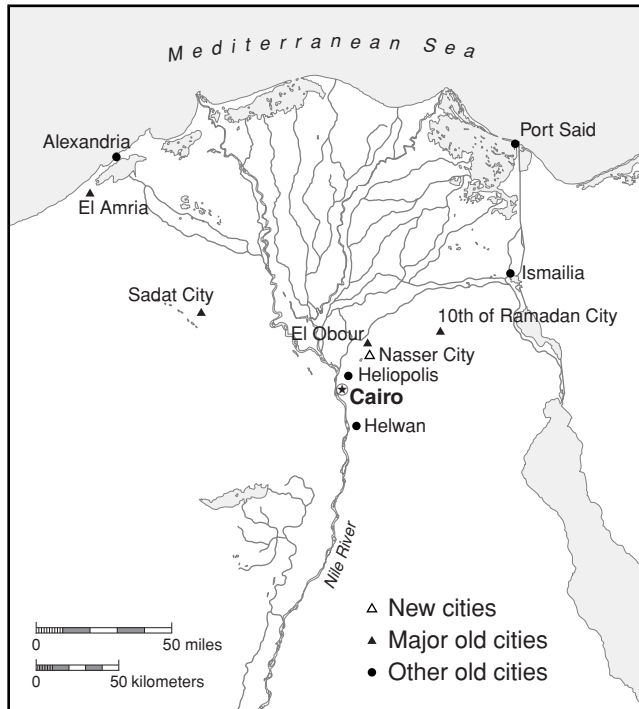 Mediterranean Sea
Alexandria
Port Said
El Amria
Ismailia
Sadat City
10th of Ramadan City
El Obour
Nasser City
Heliopolis
Cairo
Helwan
Nile River
New cities
0 50 miles
Major old cities
0 50 kilometers
Other old cities